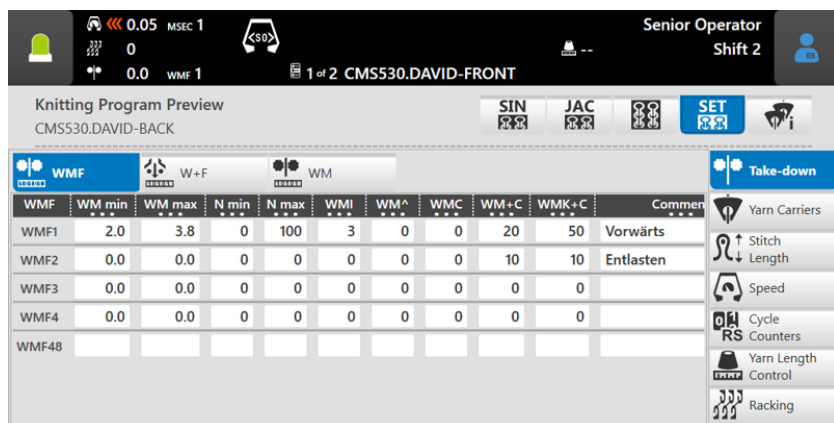 0.05 MSEC 1
<S0>
Senior Operator
0
-- Shift 2
0.0 WMF 1
1 of 2 CMS530.DAVID-FRONT
Knitting Program Preview
CMS530.DAVID-BACK
SIN JAC SET i
WMF W+F WM
WMF WM min WM max N min N max WMI WM^ WMC WM+C WMK+C Commen
WMF1 2.0 3.8 0 100 3 0 0 20 50 Vorwärts
WMF2 0.0 0.0 0 0 0 0 0 10 10 Entlasten
WMF3 0.0 0.0 0 0 0 0 0 0 0
WMF4 0.0 0.0 0 0 0 0 0 0 0
WMF48
Take-down
Yarn Carriers
Stitch
Length
Speed
RS Cycle
Counters
Yarn Length
Control
Racking